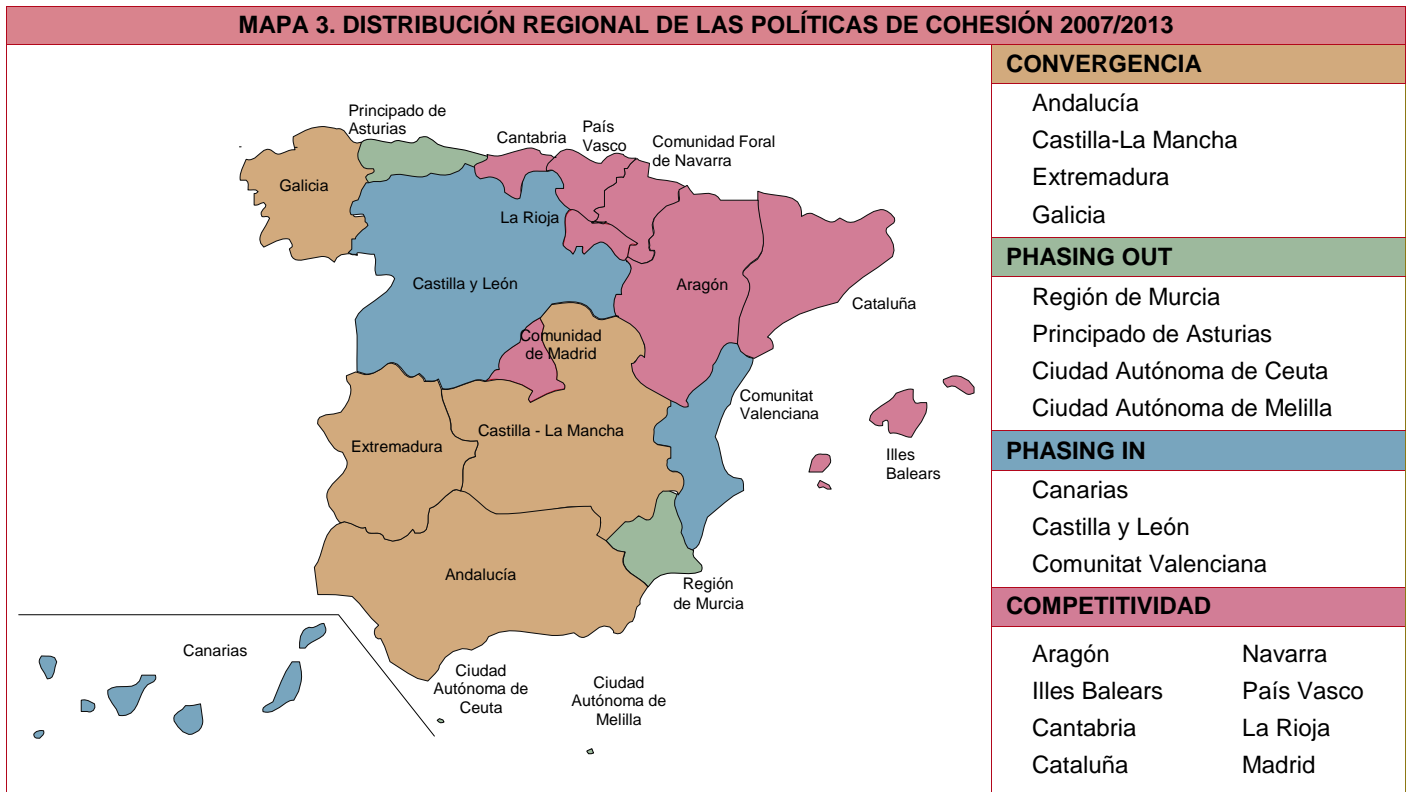 MAPA 3. DISTRIBUCIÓN REGIONAL DE LAS POLÍTICAS DE COHESIÓN 2007/2013
Principado de
Asturias
Cantabria
País
Vasco
Comunidad Foral
de Navarra
Galicia
La Rioja
Castilla y León
Aragón
Cataluña
Comunidad
de Madrid
Comunitat
Valenciana
Castilla - La Mancha
Extremadura
Illes
Balears
Andalucía
Región
de Murcia
Canarias
Ciudad
Autónoma de
Ceuta
Ciudad
Autónoma de
Melilla
CONVERGENCIA
Andalucía
Castilla-La Mancha
Extremadura
Galicia
PHASING OUT
Región de Murcia
Principado de Asturias
Ciudad Autónoma de Ceuta
Ciudad Autónoma de Melilla
PHASING IN
Canarias
Castilla y León
Comunitat Valenciana
COMPETITIVIDAD
Aragón Navarra
Illes Balears País Vasco
Cantabria La Rioja
Cataluña Madrid